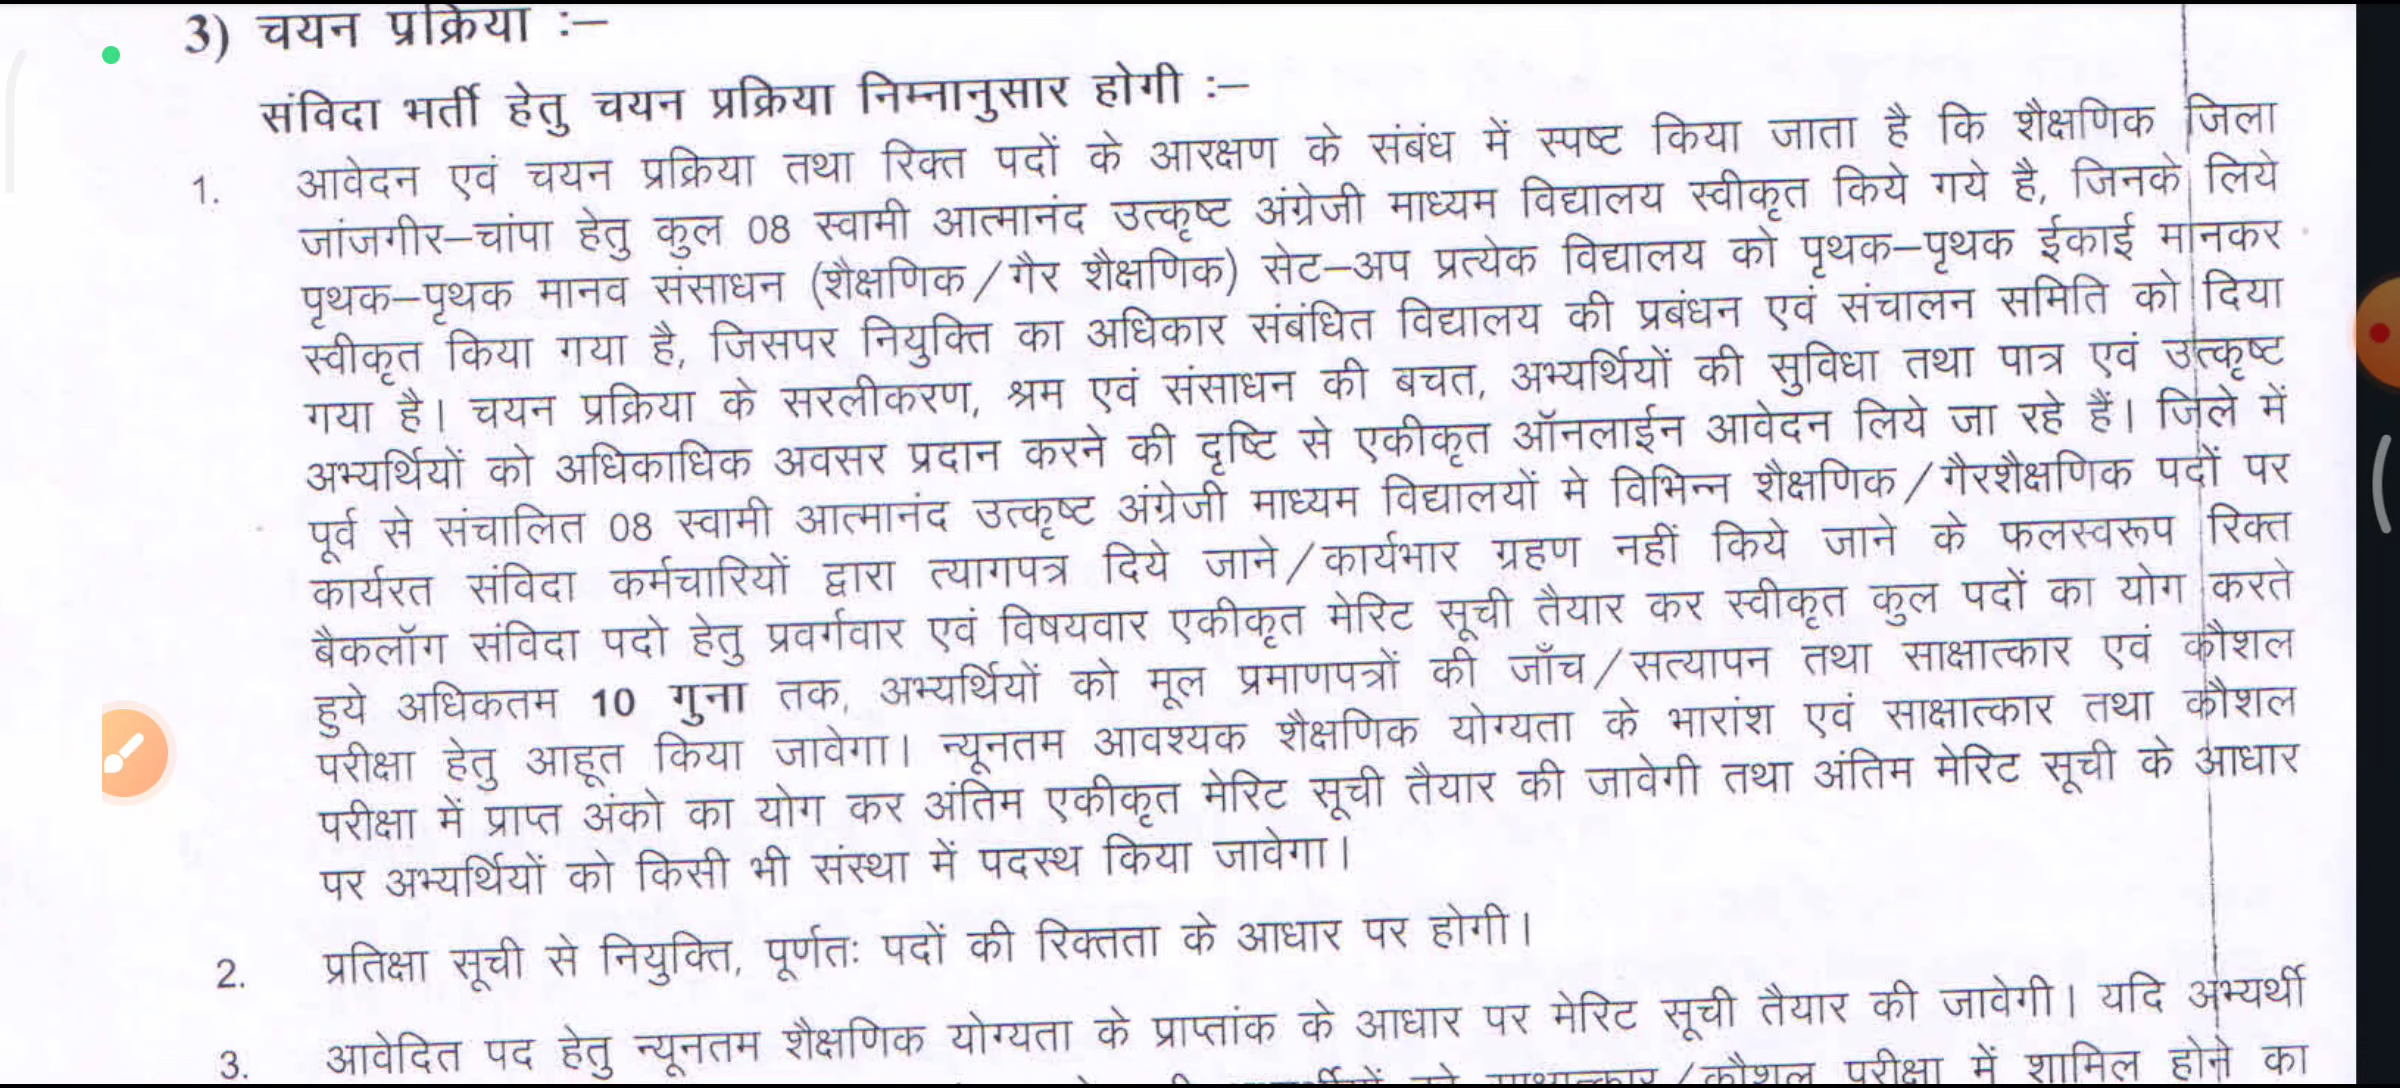 3) चयन प्रक्रिया :–
संविदा भर्ती हेतु चयन प्रक्रिया निम्नानुसार होगी :–
1. आवेदन एवं चयन प्रक्रिया तथा रिक्त पदों के आरक्षण के संबंध में स्पष्ट किया जाता है कि शैक्षणिक जिला
जांजगीर–चांपा हेतु कुल 08 स्वामी आत्मानंद उत्कृष्ट अंग्रेजी माध्यम विद्यालय स्वीकृत किये गये है, जिनके लिये
पृथक–पृथक मानव संसाधन (शैक्षणिक/गैर शैक्षणिक) सेट–अप प्रत्येक विद्यालय को पृथक–पृथक ईकाई मानकर
स्वीकृत किया गया है, जिसपर नियुक्ति का अधिकार संबंधित विद्यालय की प्रबंधन एवं संचालन समिति को दिया
गया है। चयन प्रक्रिया के सरलीकरण, श्रम एवं संसाधन की बचत, अभ्यर्थियों की सुविधा तथा पात्र एवं उत्कृष्ट
अभ्यर्थियों को अधिकाधिक अवसर प्रदान करने की दृष्टि से एकीकृत ऑनलाईन आवेदन लिये जा रहे हैं। जिले में
पूर्व से संचालित 08 स्वामी आत्मानंद उत्कृष्ट अंग्रेजी माध्यम विद्यालयों मे विभिन्न शैक्षणिक/गैरशैक्षणिक पदों पर
कार्यरत संविदा कर्मचारियों द्वारा त्यागपत्र दिये जाने/कार्यभार ग्रहण नहीं किये जाने के फलस्वरूप रिक्त
बैकलॉग संविदा पदो हेतु प्रवर्गवार एवं विषयवार एकीकृत मेरिट सूची तैयार कर स्वीकृत कुल पदों का योग करते
हुये अधिकतम 10 गुना तक, अभ्यर्थियों को मूल प्रमाणपत्रों की जाँच/सत्यापन तथा साक्षात्कार एवं कौशल
परीक्षा हेतु आहूत किया जावेगा। न्यूनतम आवश्यक शैक्षणिक योग्यता के भारांश एवं साक्षात्कार तथा कौशल
परीक्षा में प्राप्त अंको का योग कर अंतिम एकीकृत मेरिट सूची तैयार की जावेगी तथा अंतिम मेरिट सूची के आधार
पर अभ्यर्थियों को किसी भी संस्था में पदस्थ किया जावेगा।
2. प्रतिक्षा सूची से नियुक्ति, पूर्णतः पदों की रिक्तता के आधार पर होगी।
3. आवेदित पद हेतु न्यूनतम शैक्षणिक योग्यता के प्राप्तांक के आधार पर मेरिट सूची तैयार की जावेगी। यदि अभ्यर्थी
/कौशल परीक्षा में शामिल होने का